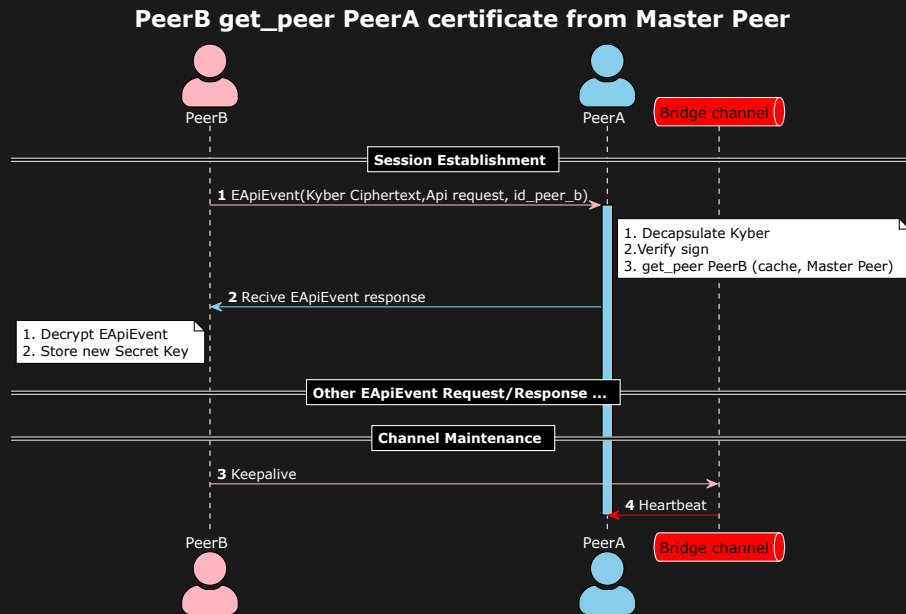 PeerB get_peer PeerA certificate from Master Peer
PeerB
PeerA
Bridge channel
Session Establishment
1 EApiEvent(Kyber Ciphertext,Api request, id_peer_b)
1. Decapsulate Kyber
2.Verify sign
3. get_peer PeerB (cache, Master Peer)
2 Recive EApiEvent response
1. Decrypt EApiEvent
2. Store new Secret Key
Other EApiEvent Request/Response ...
Channel Maintenance
3 Keepalive
4 Heartbeat
PeerB
PeerA
Bridge channel